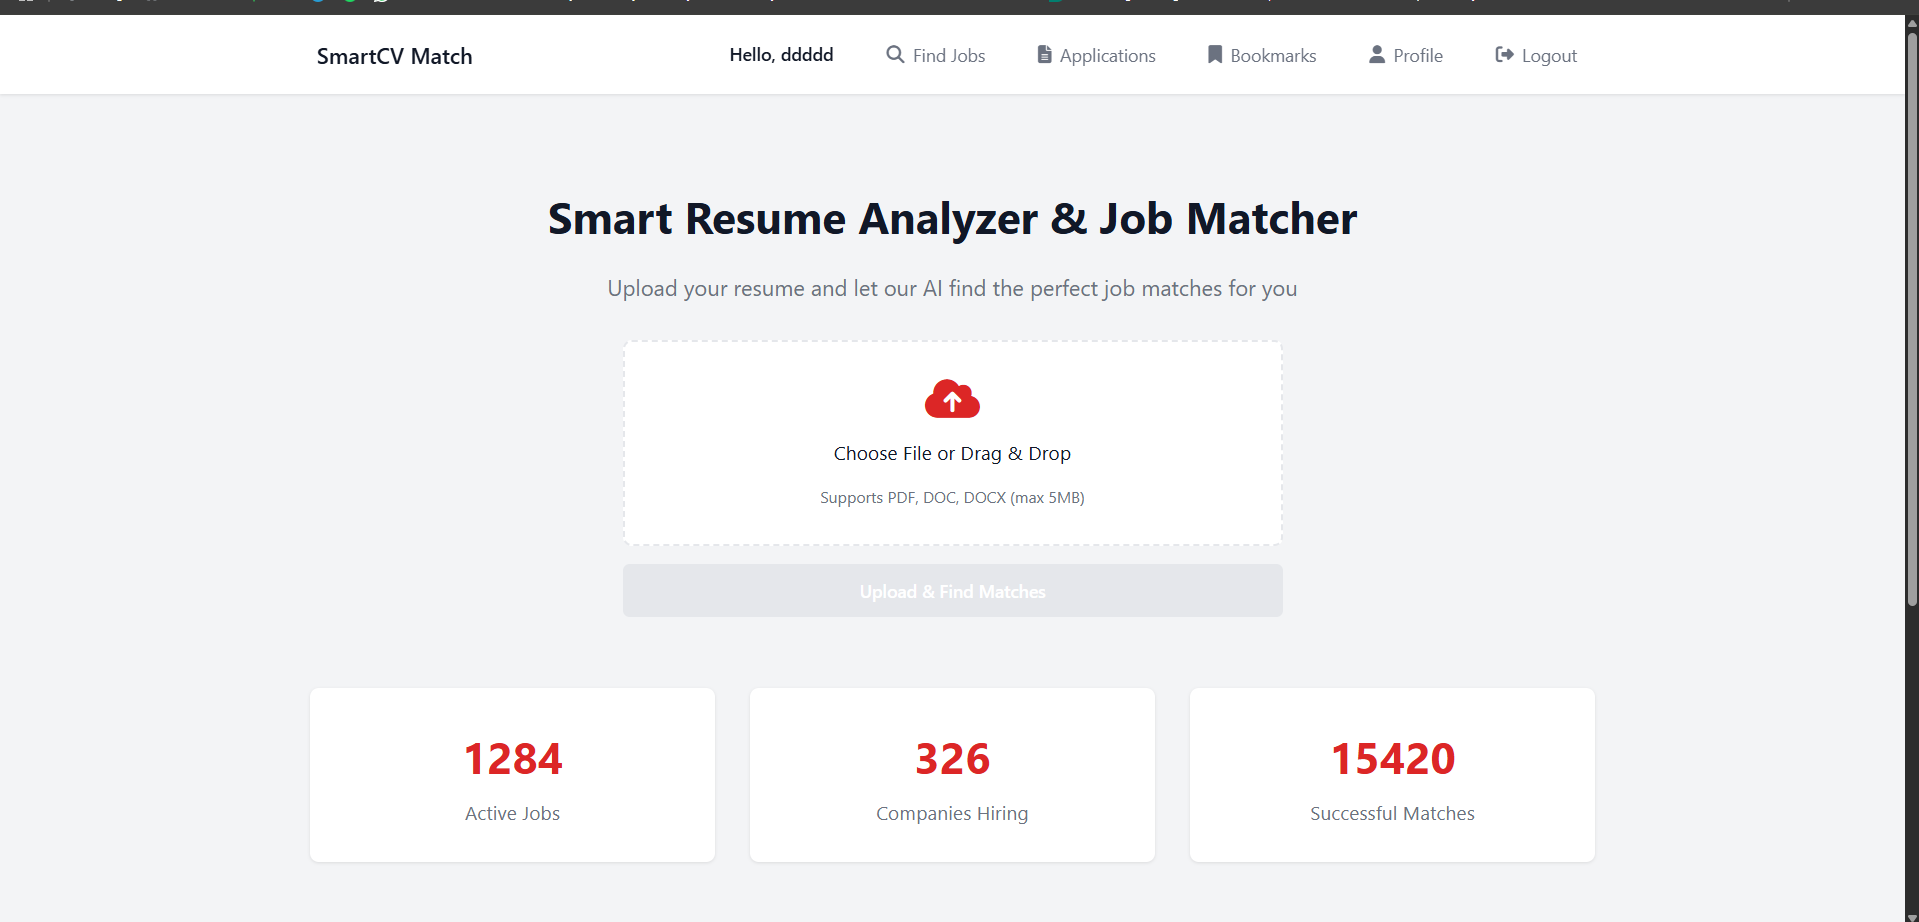 SmartCV Match
Hello, ddddd
Find Jobs
Applications
Bookmarks
Profile
Logout
Smart Resume Analyzer & Job Matcher
Upload your resume and let our AI find the perfect job matches for you
Choose File or Drag & Drop
Supports PDF, DOC, DOCX (max 5MB)
Upload & Find Matches
1284
Active Jobs
326
Companies Hiring
15420
Successful Matches